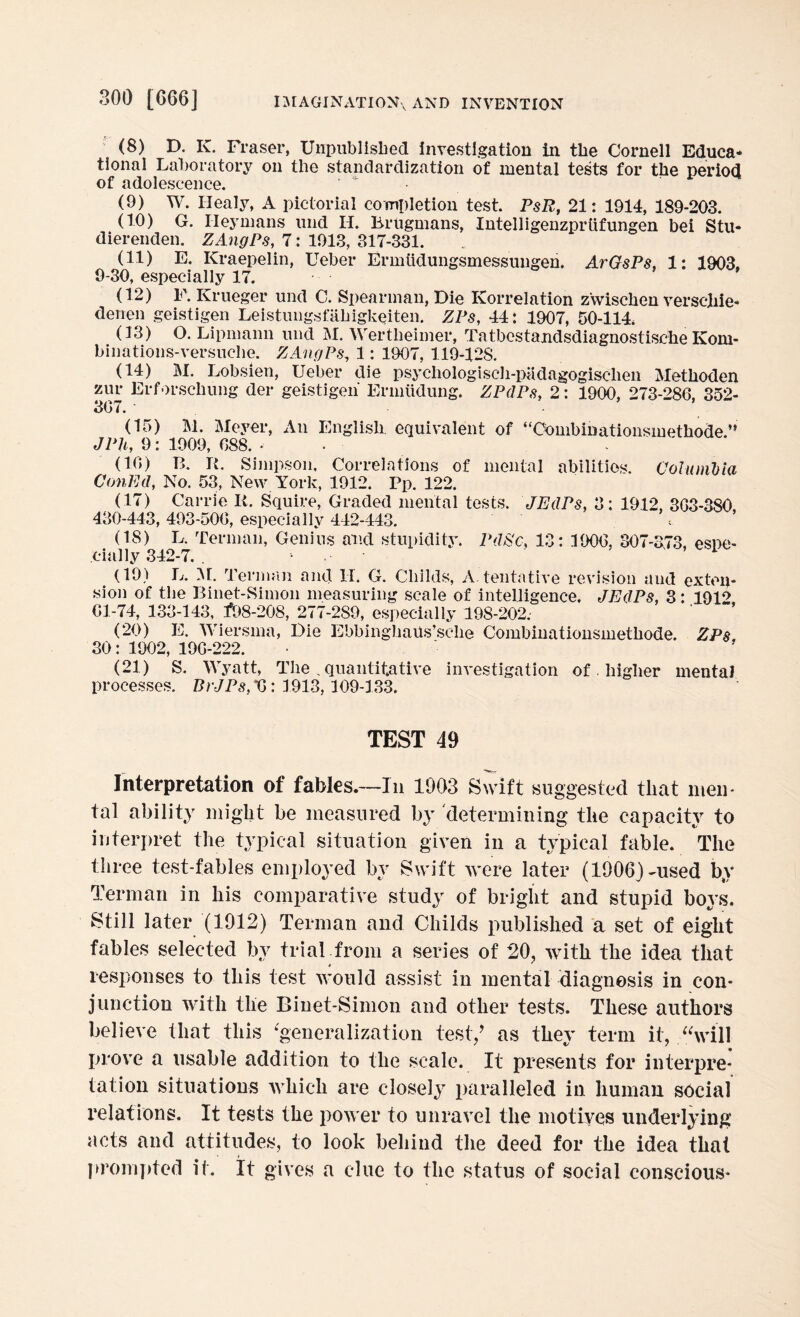 300 [666]
IMAGINATION AND INVENTION
(8) D. K. Fraser, Unpublished investigation in the Cornell Educa-
tional Laboratory on the standardization of mental tests for the period
of adolescence.
(9) W. Healy, A pictorial completion test. PsR, 21: 1914, 189-203.
(10) G. Heymans und H. Brugmans, Intelligenzprüfungen bei Stu-
dierenden. ZAngPs, 7: 1913, 317-331.
(11) E. Kraepelin, Ueber Ermüdungsmessungen. ArGsPs, 1: 1903,
9-30, especially 17.
(12) F. Krueger und C. Spearman, Die Korrelation zwischen verschie-
denen geistigen Leistungsfähigkeiten. ZPs, 44: 1907, 50-114.
(13) O. Lipmann und M. Wertheimer, Tatbestandsdiagnostische Kom-
binations-versuche. ZAngPs, 1: 1907, 119-128.
(14) M. Lobsien, Ueber die psychologisch-pädagogischen Methoden
zur Erforschung der geistigen Ermüdung. ZPdPs, 2: 1900, 273-286, 352-
367.
(15) M. Meyer, An English equivalent of “Combinationsmethode.”
JPh, 9: 1909, 688.
(16) B. R. Simpson, Correlations of mental abilities. Columbia
ConEd, No. 53, New York, 1912. Pp. 122.
(17) Carrie R. Squire, Graded mental tests. JEdPs, 3: 1912, 363-380,
430-443, 493-506, especially 442-443.
(18) L. Terman, Genius and stupidity. PdSc, 13: 1906, 307-373, espe-
cially 342-7.
(19) L. M. Terman and H. G. Childs, A tentative revision and exten-
sion of the Binet-Simon measuring scale of intelligence. JEdPs, 3: 1912,
61-74, 133-143, 198-208, 277-289, especially 198-202.
(20) E. Wiersma, Die Ebbinghaus'sche Combinationsmethode. ZPs,
30: 1902, 196-222.
(21) S. Wyatt, The quantitative investigation of higher mental
processes. BrJPs, 6: 1913, 109-133.
TEST 49
Interpretation of fables.—In 1903 Swift suggested that men-
tal ability might be measured by determining the capacity to
interpret the typical situation given in a typical fable. The
three test-fables employed by Swift were later (1906) used by
Terman in his comparative study of bright and stupid boys.
Still later (1912) Terman and Childs published a set of eight
fables selected by trial from a series of 20, with the idea that
responses to this test would assist in mental diagnosis in con-
junction with the Binet-Simon and other tests. These authors
believe that this ‘generalization test,’ as they term it, “will
prove a usable addition to the scale. It presents for interpre-
tation situations which are closely paralleled in human social
relations. It tests the power to unravel the motives underlying
acts and attitudes, to look behind the deed for the idea that
prompted it. It gives a clue to the status of social conscious-